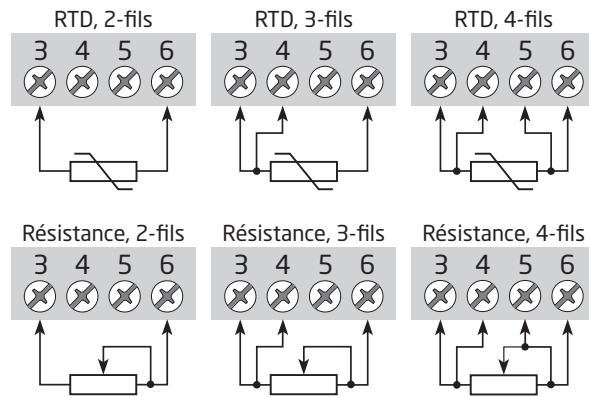 RTD, 2-fils
3 4 5 6
RTD, 3-fils
3 4 5 6
RTD, 4-fils
3 4 5 6
Résistance, 2-fils
3 4 5 6
Résistance, 3-fils
3 4 5 6
Résistance, 4-fils
3 4 5 6